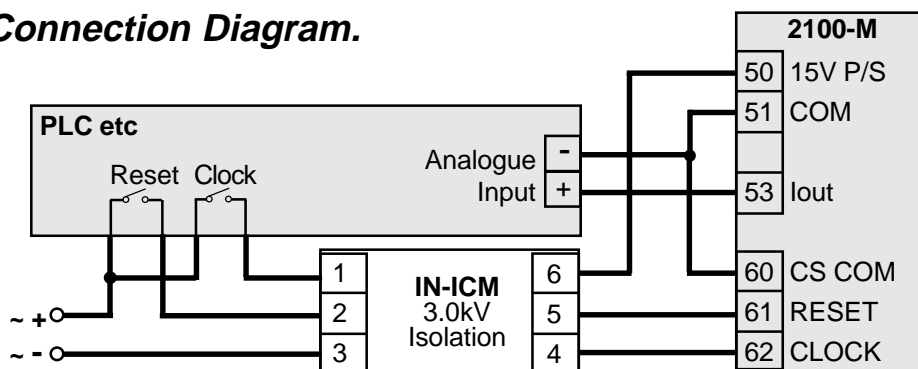 Connection Diagram.
2100-M
50 15V P/S
51 COM
53 Iout
60 CS COM
61 RESET
62 CLOCK
PLC etc
Reset Clock
Analogue -
Input +
1
2
3
IN-ICM
3.0kV
Isolation
6
5
4
~ +
~ -